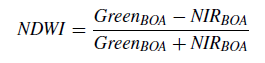 NDWI = (Green_BOA − NIR_BOA) / (Green_BOA + NIR_BOA)